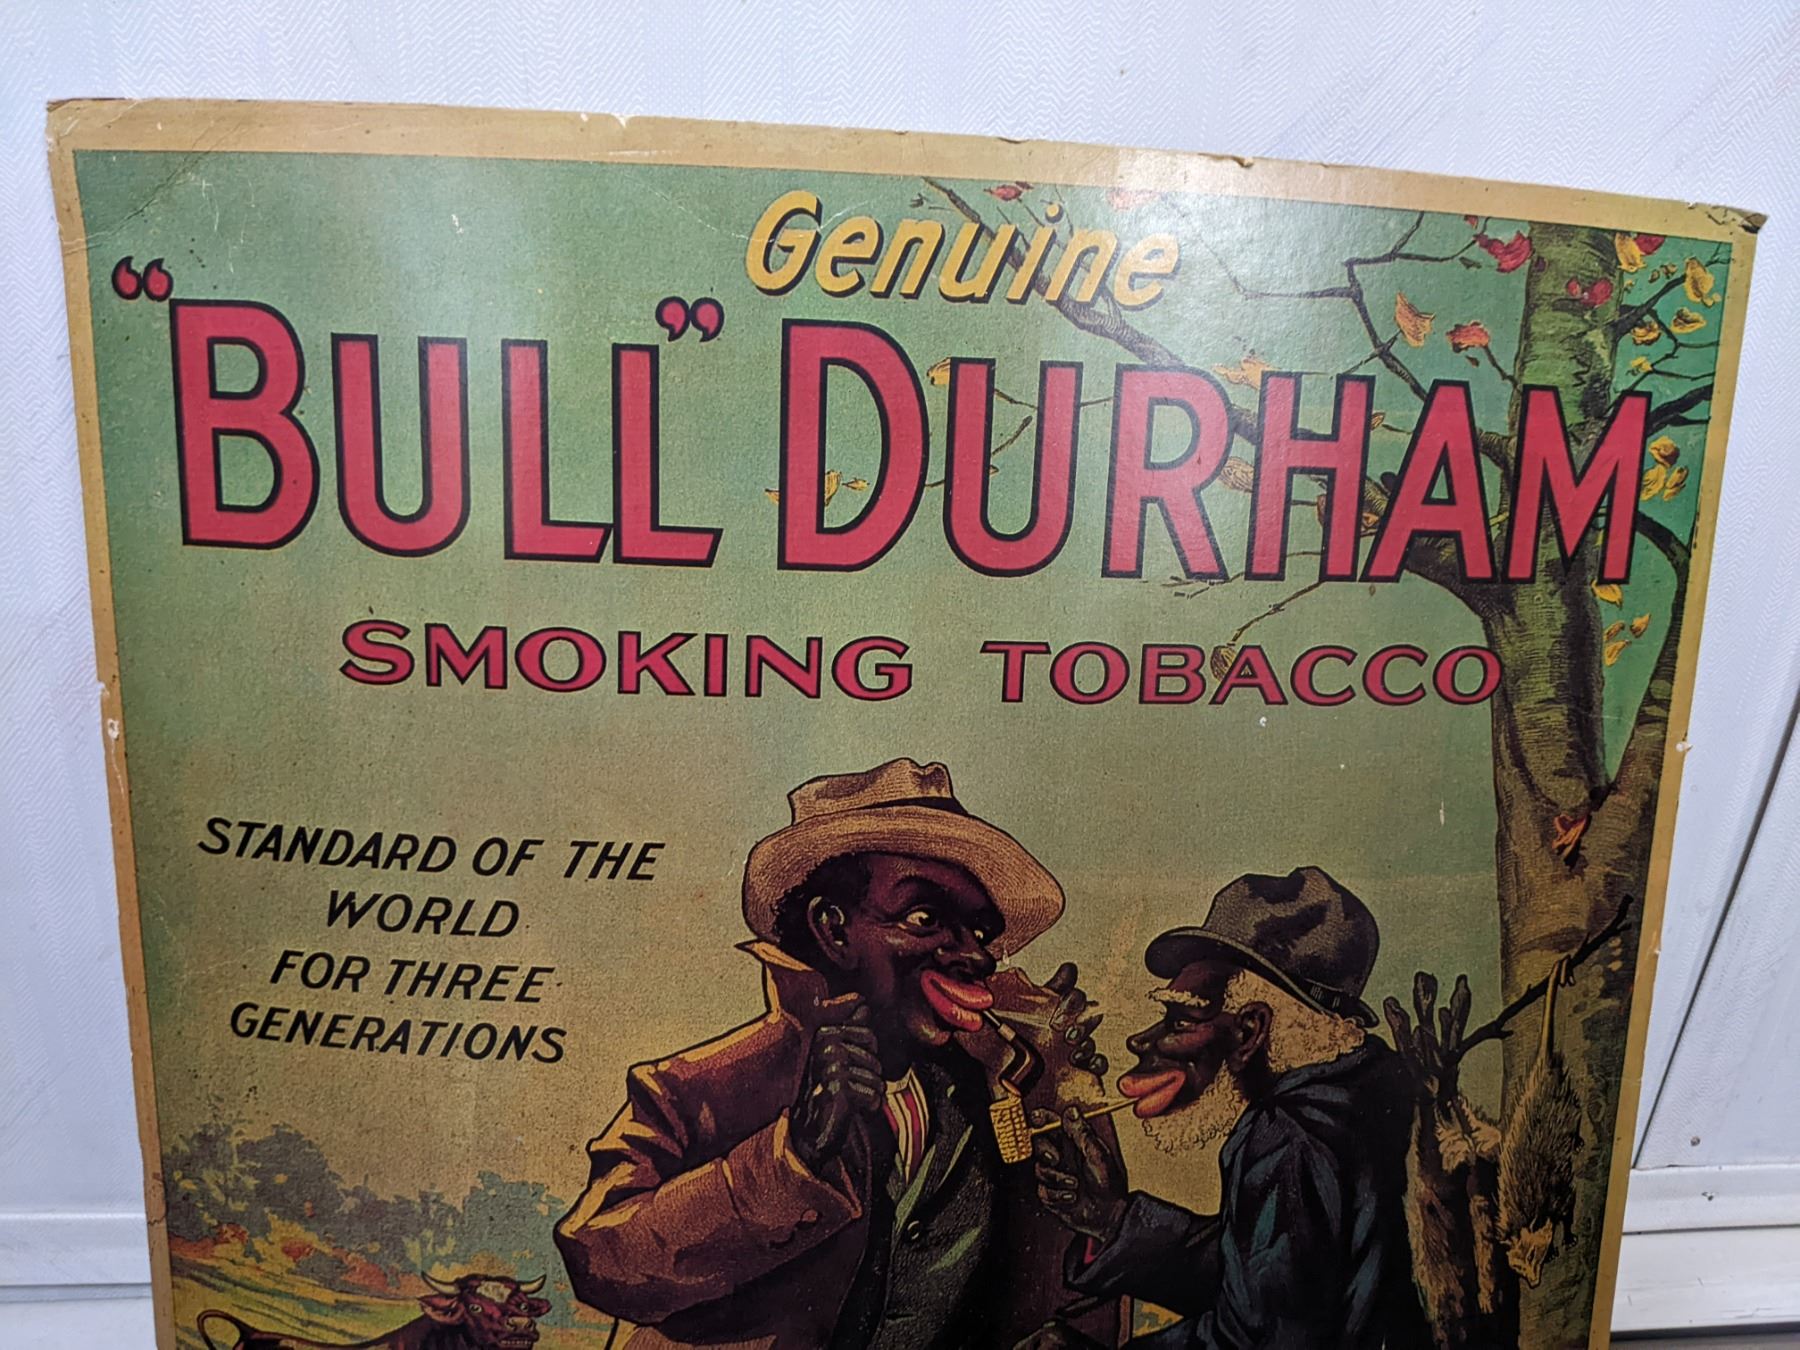 Genuine
“BULL” DURHAM
SMOKING TOBACCO
STANDARD OF THE
WORLD
FOR THREE
GENERATIONS